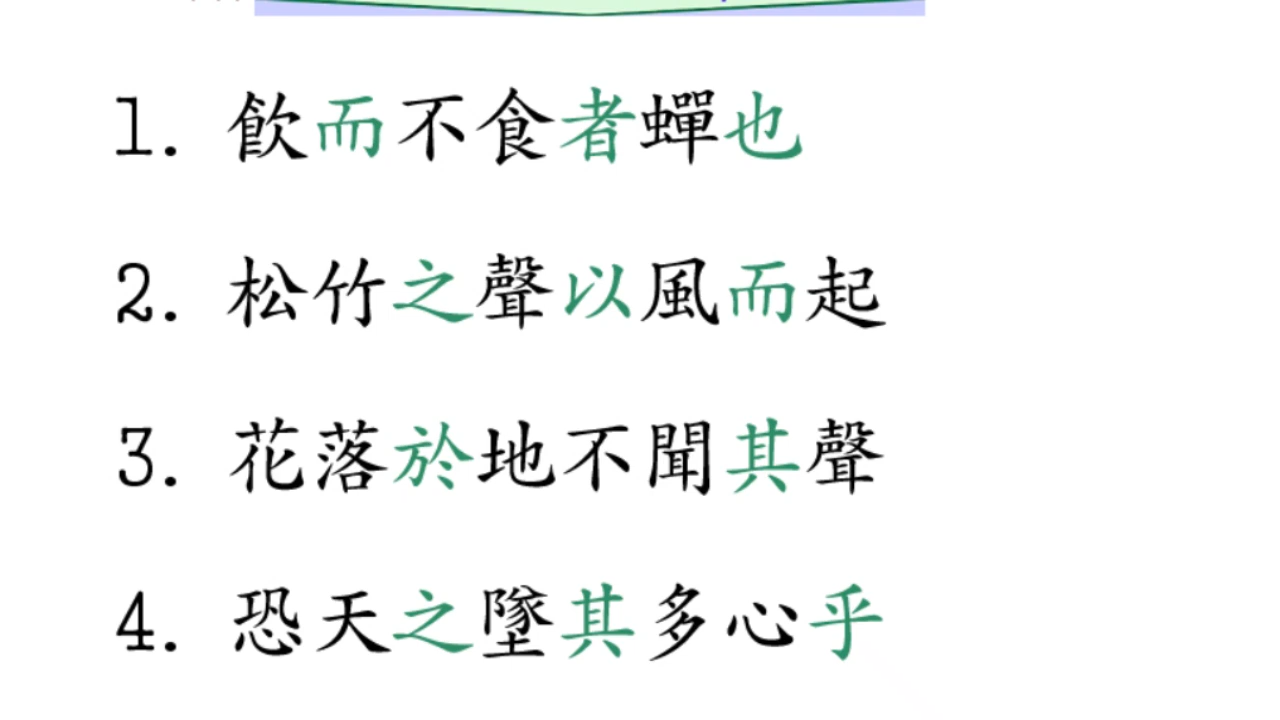 1. 飲而不食者蟬也
2. 松竹之聲以風而起
3. 花落於地不聞其聲
4. 恐天之墜其多心乎